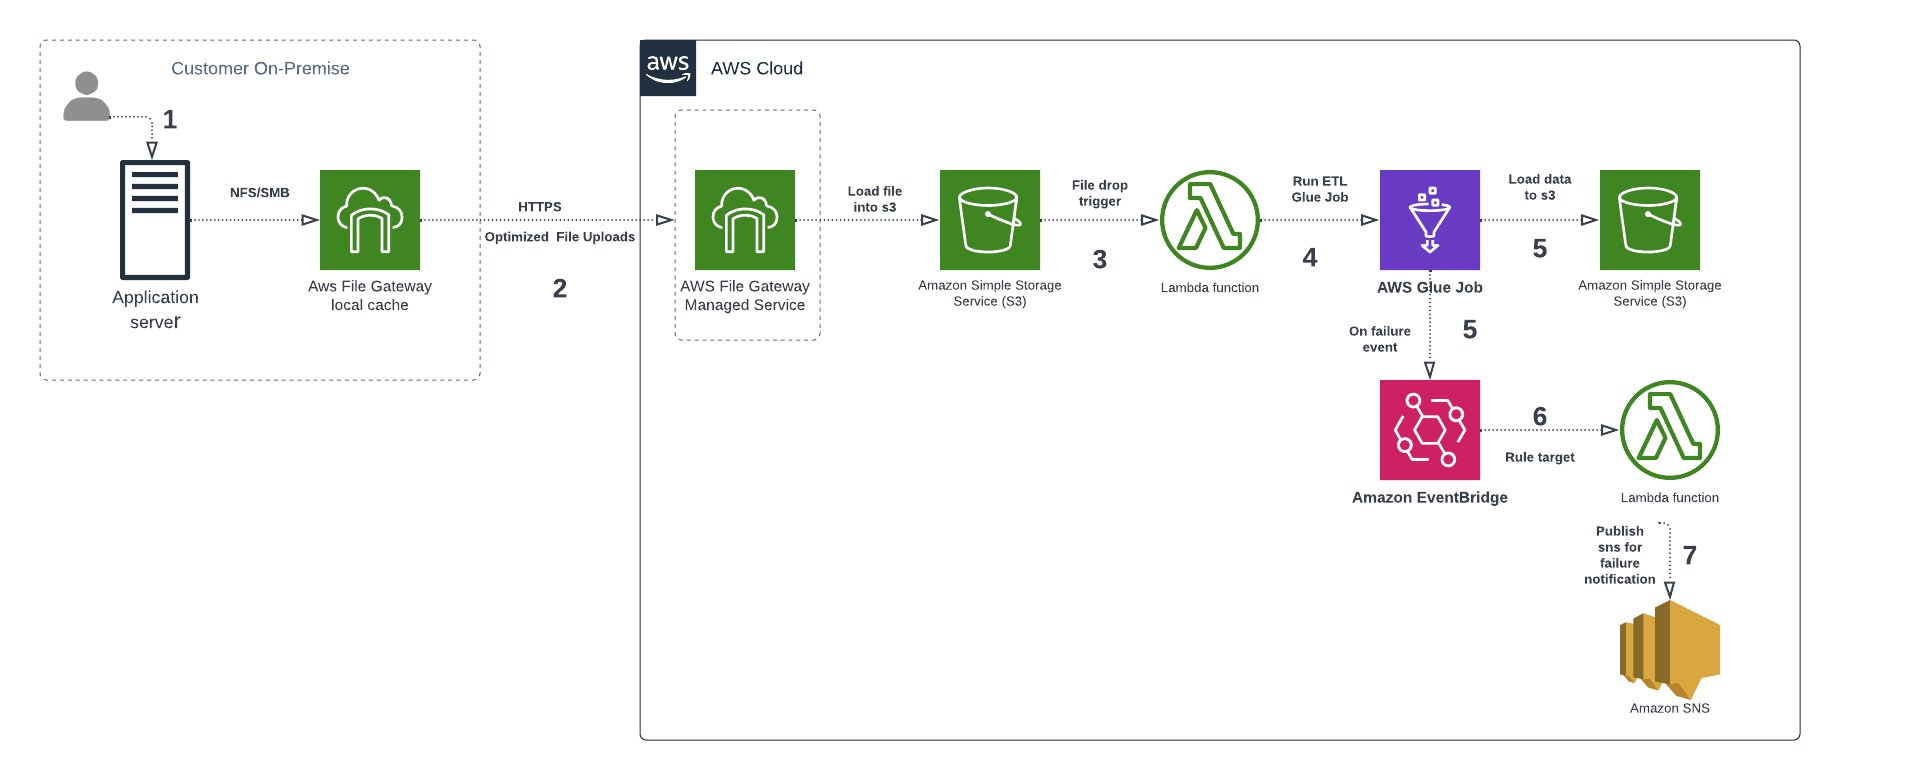 Customer On-Premise
aws
AWS Cloud
1
NFS/SMB
HTTPS
Optimized File Uploads
2
Load file
into s3
File drop
trigger
3
Run ETL
Glue Job
4
Load data
to s3
5
Application
server
Aws File Gateway
local cache
AWS File Gateway
Managed Service
Amazon Simple Storage
Service (S3)
Lambda function
AWS Glue Job
Amazon Simple Storage
Service (S3)
On failure
event
5
6
Rule target
Amazon EventBridge
Lambda function
Publish
sns for
failure
notification
7
Amazon SNS